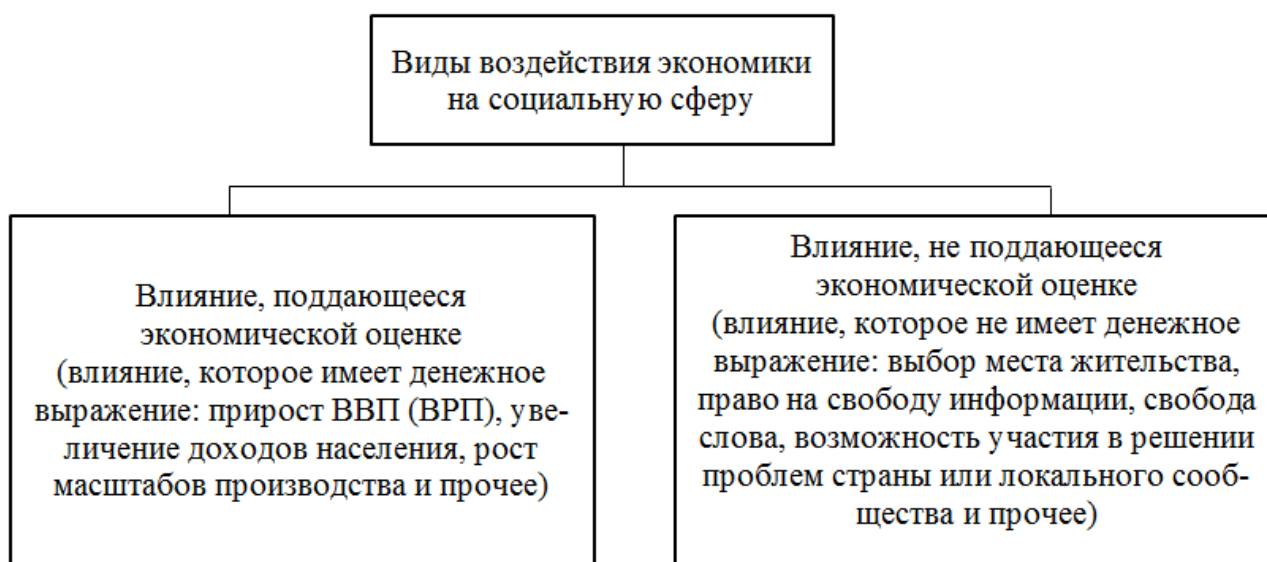 Виды воздействия экономики
на социальную сферу
Влияние, поддающееся
экономической оценке
(влияние, которое имеет денежное
выражение: прирост ВВП (ВРП), уве-
личение доходов населения, рост
масштабов производства и прочее)
Влияние, не поддающееся
экономической оценке
(влияние, которое не имеет денежное
выражение: выбор места жительства,
право на свободу информации, свобода
слова, возможность участия в решении
проблем страны или локального сооб-
щества и прочее)